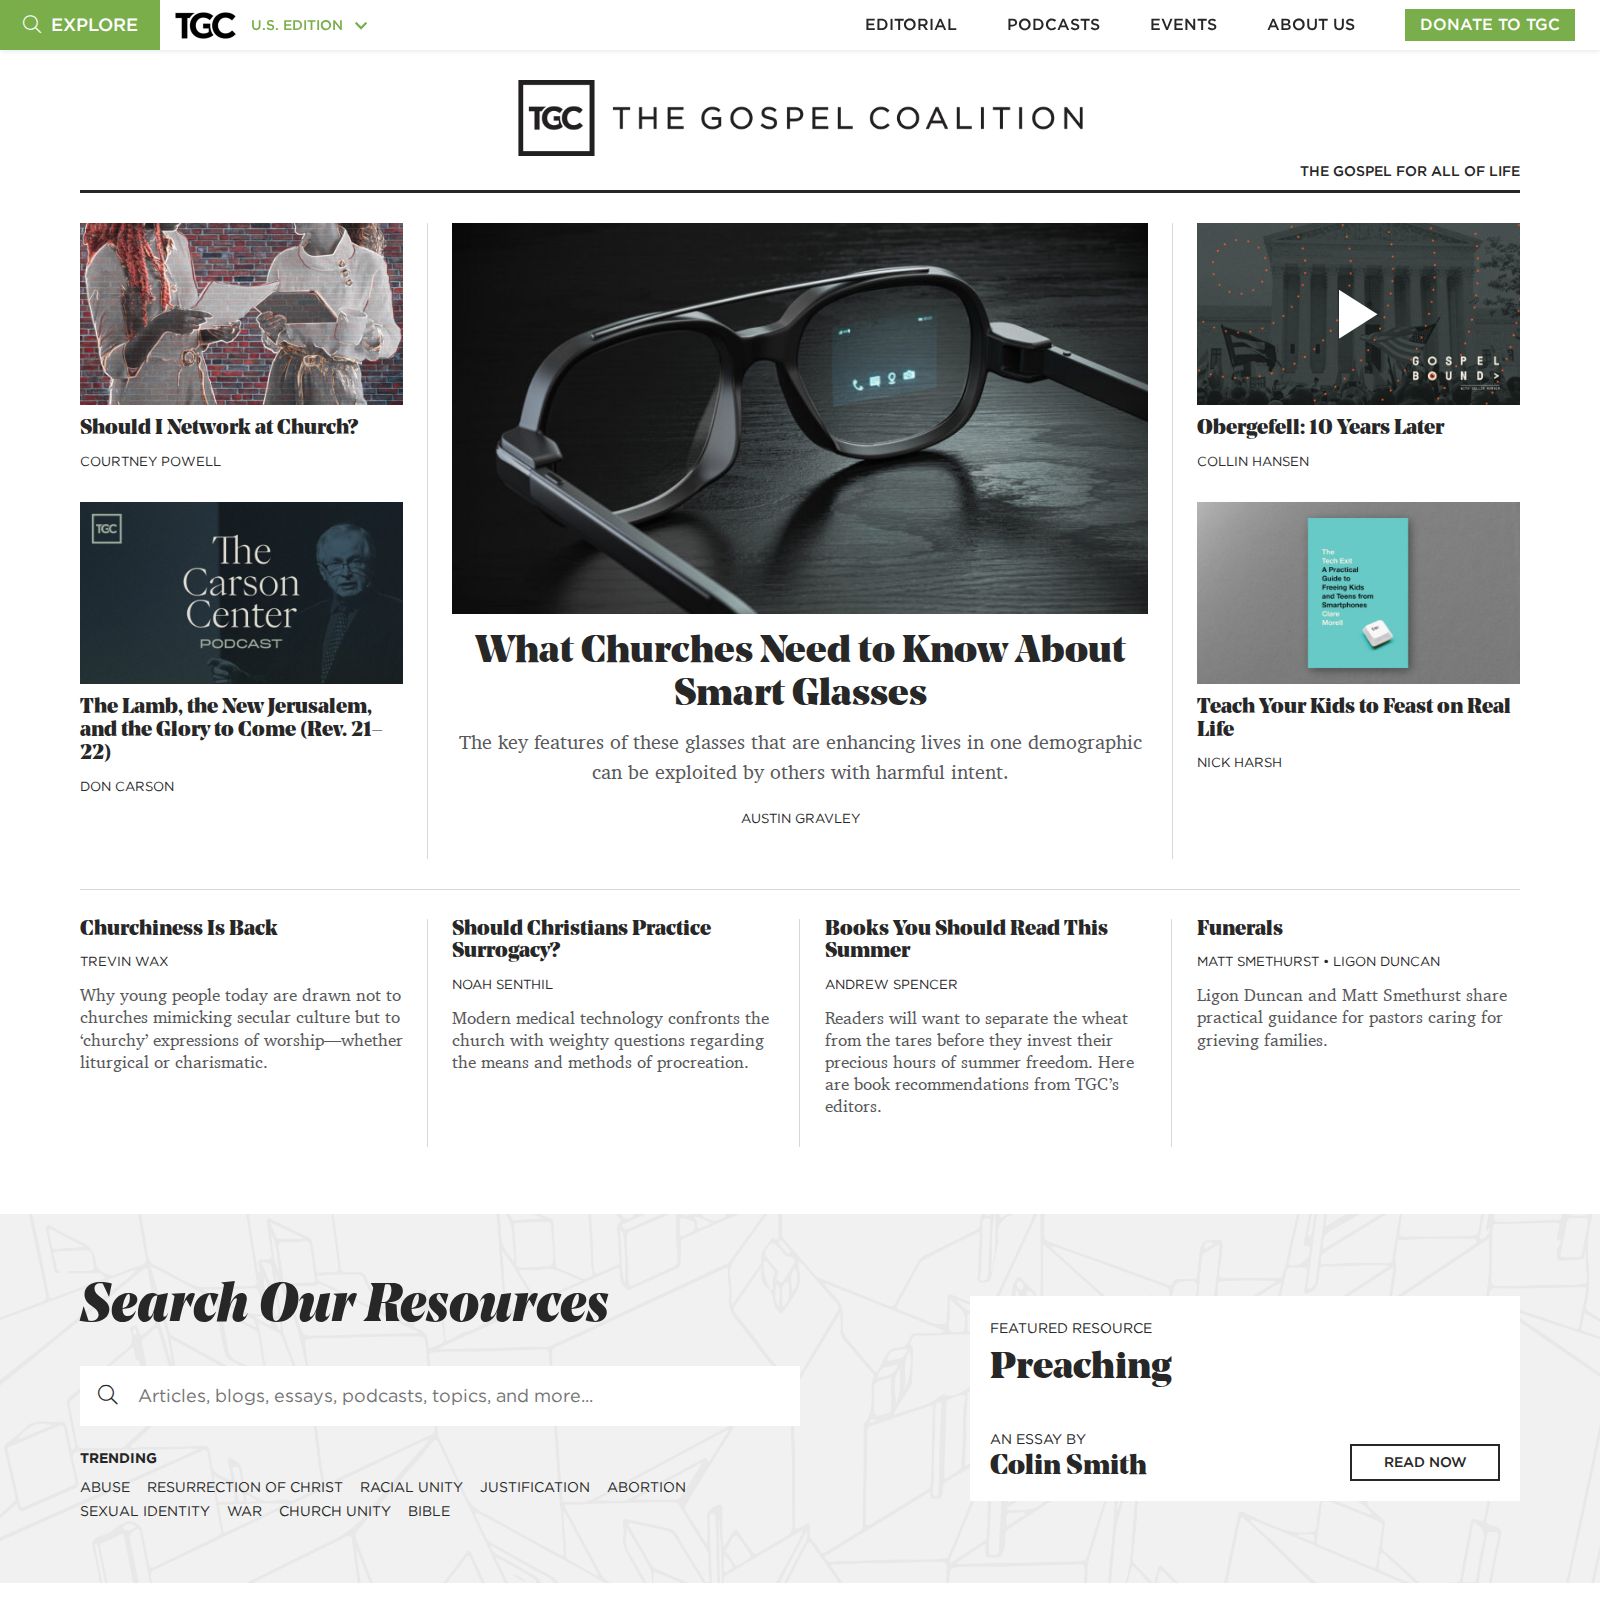 EXPLORE
TGC
U.S. EDITION
EDITORIAL
PODCASTS
EVENTS
ABOUT US
DONATE TO TGC
TGC THE GOSPEL COALITION
THE GOSPEL FOR ALL OF LIFE
Should I Network at Church?
COURTNEY POWELL
TGC
The
Carson
Center
PODCAST
The Lamb, the New Jerusalem,
and the Glory to Come (Rev. 21–
22)
DON CARSON
What Churches Need to Know About
Smart Glasses
The key features of these glasses that are enhancing lives in one demographic
can be exploited by others with harmful intent.
AUSTIN GRAVLEY
GOSPEL
BOUND>
Obergefell: 10 Years Later
COLLIN HANSEN
The
Tech Exit
A Practical
Guide to
Freeing Kids
and Teens from
Smartphones
Clare
Morell
Teach Your Kids to Feast on Real
Life
NICK HARSH
Churchiness Is Back
TREVIN WAX
Why young people today are drawn not to
churches mimicking secular culture but to
‘churchy’ expressions of worship—whether
liturgical or charismatic.
Should Christians Practice
Surrogacy?
NOAH SENTHIL
Modern medical technology confronts the
church with weighty questions regarding
the means and methods of procreation.
Books You Should Read This
Summer
ANDREW SPENCER
Readers will want to separate the wheat
from the tares before they invest their
precious hours of summer freedom. Here
are book recommendations from TGC’s
editors.
Funerals
MATT SMETHURST • LIGON DUNCAN
Ligon Duncan and Matt Smethurst share
practical guidance for pastors caring for
grieving families.
Search Our Resources
Articles, blogs, essays, podcasts, topics, and more...
TRENDING
ABUSE RESURRECTION OF CHRIST RACIAL UNITY JUSTIFICATION ABORTION
SEXUAL IDENTITY WAR CHURCH UNITY BIBLE
FEATURED RESOURCE
Preaching
AN ESSAY BY
Colin Smith
READ NOW